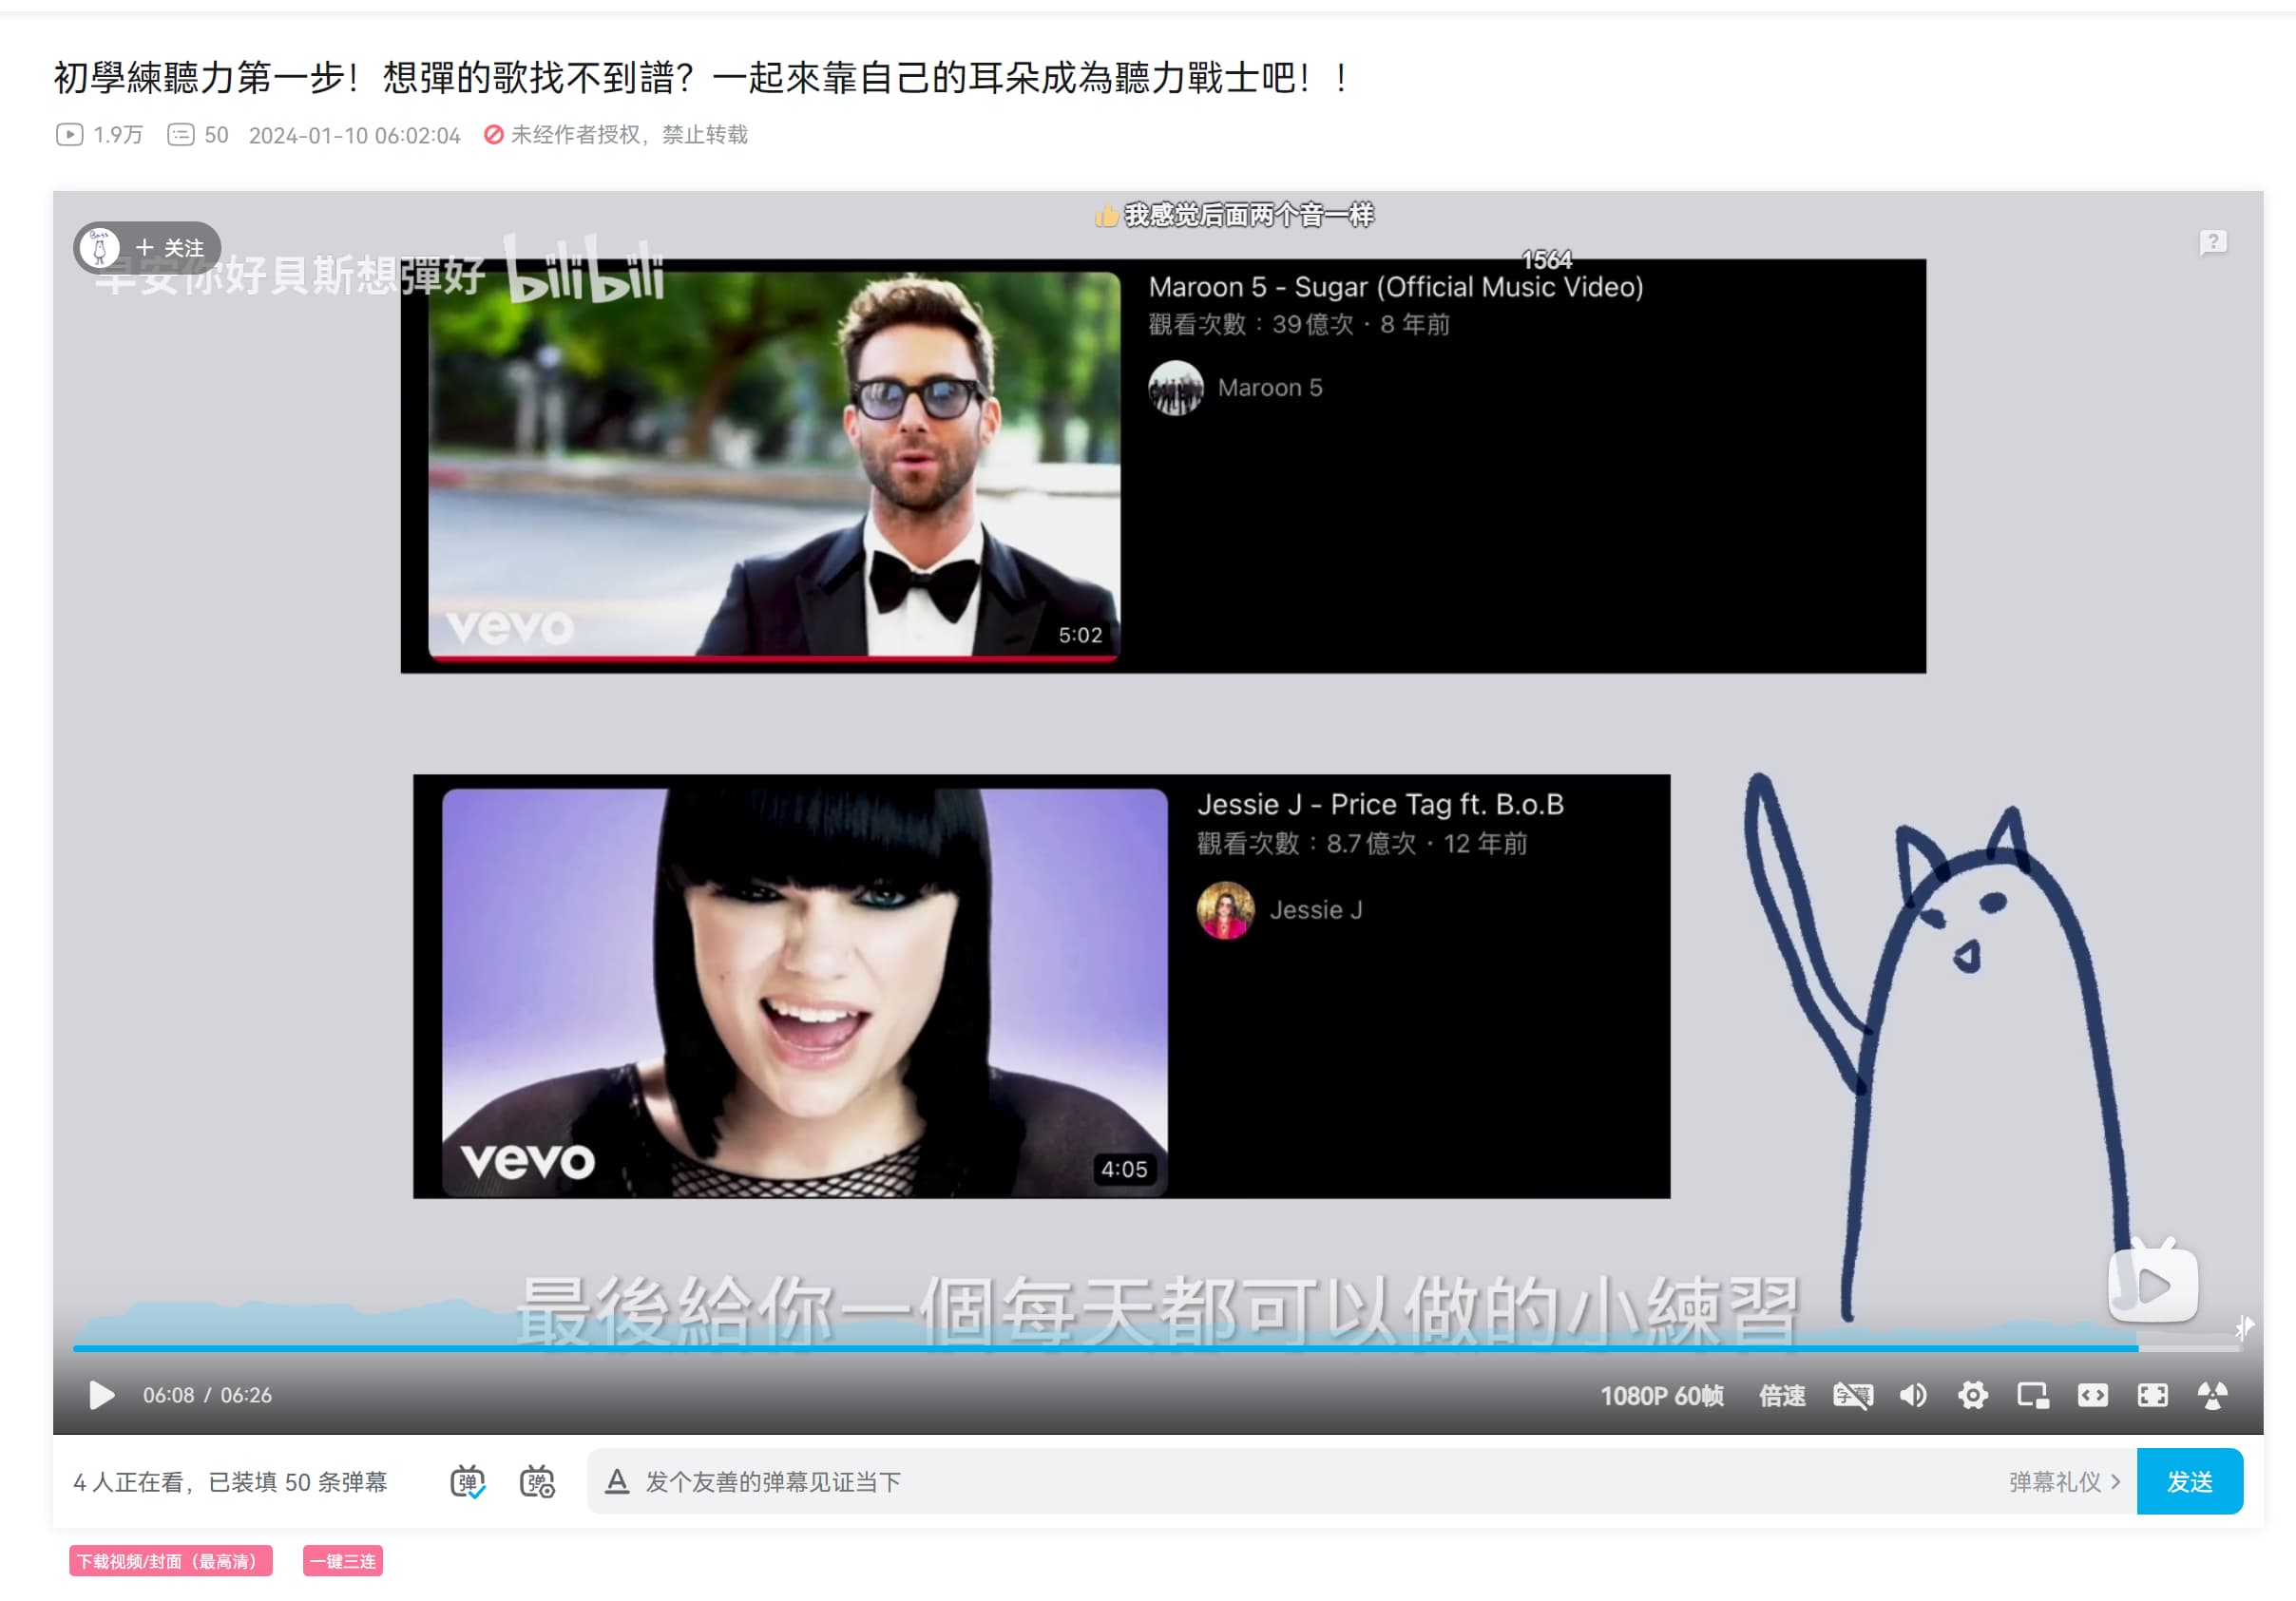 初學練聽力第一步！想彈的歌找不到譜？一起來靠自己的耳朵成為聽力戰士吧！！
1.9万 50 2024-01-10 06:02:04 未经作者授权，禁止转载
👍我感觉后面两个音一样
+ 关注
早安你好貝斯想彈好 bilibili
1564
Maroon 5 - Sugar (Official Music Video)
觀看次數：39億次 · 8 年前
Maroon 5
vevo
5:02
Jessie J - Price Tag ft. B.o.B
觀看次數：8.7億次 · 12 年前
Jessie J
vevo
4:05
最後給你一個每天都可以做的小練習
06:08 / 06:26
1080P 60帧 倍速 字幕
4 人正在看，已装填 50 条弹幕 弹 弹 A 发个友善的弹幕见证当下 弹幕礼仪 > 发送
下载视频/封面（最高清） 一键三连